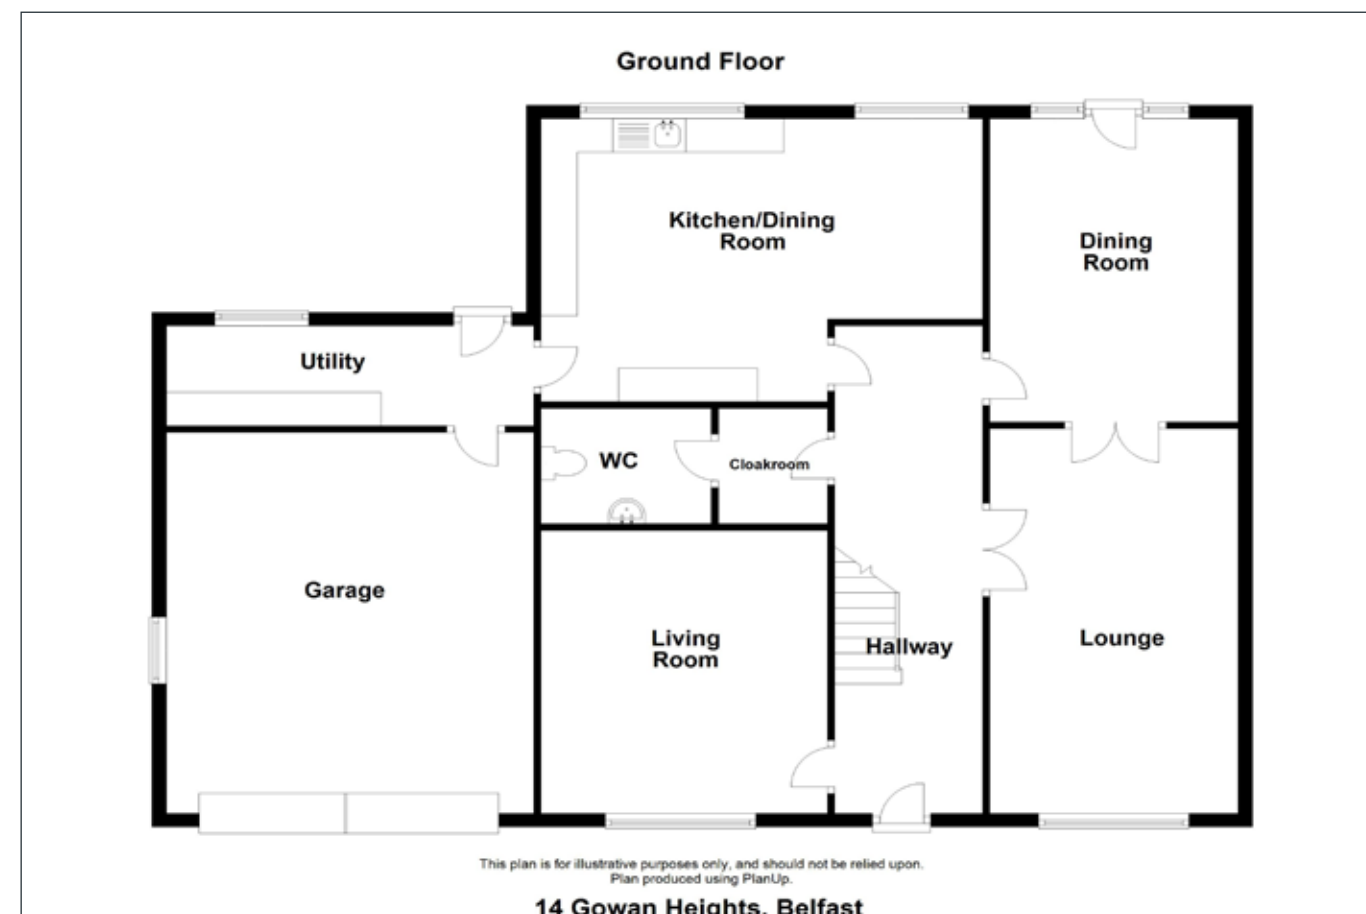 Ground Floor
Kitchen/Dining
Room
Dining
Room
Utility
WC
Cloakroom
Garage
Living
Room
Hallway
Lounge
This plan is for illustrative purposes only, and should not be relied upon.
Plan produced using PlanUp.
14 Gowan Heights, Belfast